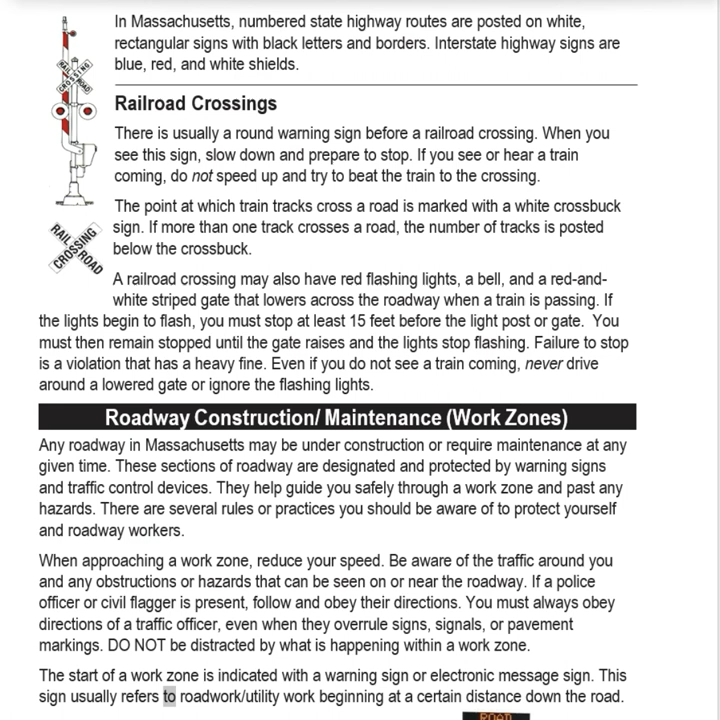 In Massachusetts, numbered state highway routes are posted on white,
rectangular signs with black letters and borders. Interstate highway signs are
blue, red, and white shields.
RAIL ROAD
CROSSING
Railroad Crossings
There is usually a round warning sign before a railroad crossing. When you
see this sign, slow down and prepare to stop. If you see or hear a train
coming, do not speed up and try to beat the train to the crossing.
The point at which train tracks cross a road is marked with a white crossbuck
sign. If more than one track crosses a road, the number of tracks is posted
below the crossbuck.
RAIL ROAD
CROSSING
A railroad crossing may also have red flashing lights, a bell, and a red-and-
white striped gate that lowers across the roadway when a train is passing. If
the lights begin to flash, you must stop at least 15 feet before the light post or gate. You
must then remain stopped until the gate raises and the lights stop flashing. Failure to stop
is a violation that has a heavy fine. Even if you do not see a train coming, never drive
around a lowered gate or ignore the flashing lights.
Roadway Construction/ Maintenance (Work Zones)
Any roadway in Massachusetts may be under construction or require maintenance at any
given time. These sections of roadway are designated and protected by warning signs
and traffic control devices. They help guide you safely through a work zone and past any
hazards. There are several rules or practices you should be aware of to protect yourself
and roadway workers.
When approaching a work zone, reduce your speed. Be aware of the traffic around you
and any obstructions or hazards that can be seen on or near the roadway. If a police
officer or civil flagger is present, follow and obey their directions. You must always obey
directions of a traffic officer, even when they overrule signs, signals, or pavement
markings. DO NOT be distracted by what is happening within a work zone.
The start of a work zone is indicated with a warning sign or electronic message sign. This
sign usually refers to roadwork/utility work beginning at a certain distance down the road.
ROAD